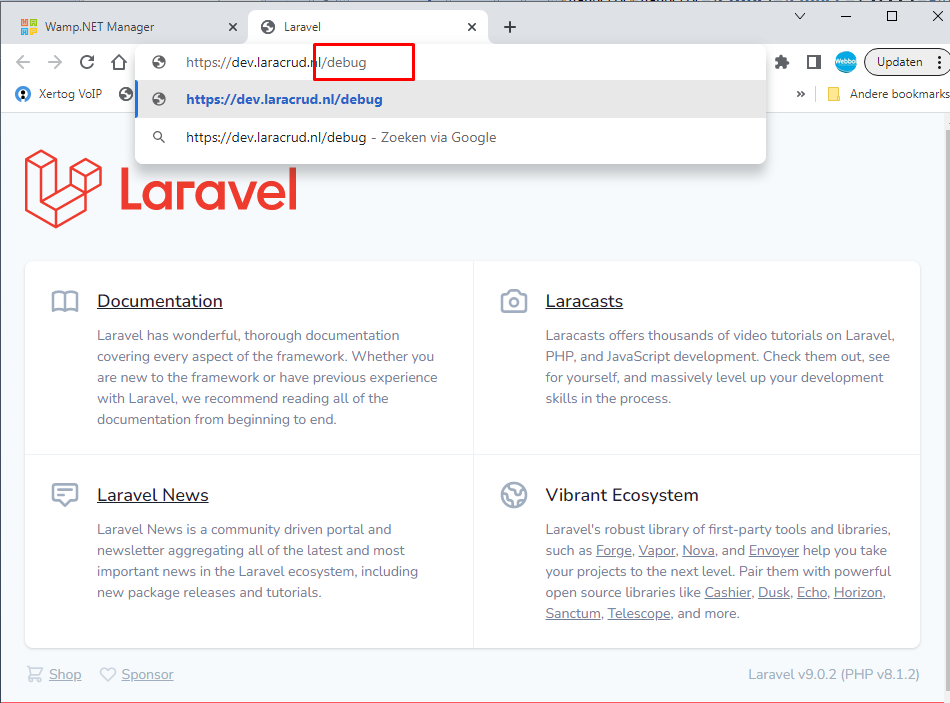 Wamp.NET Manager
Laravel
https://dev.laracrud.nl/debug
Updaten
https://dev.laracrud.nl/debug
https://dev.laracrud.nl/debug - Zoeken via Google
Xertog VoIP
»
Andere bookmarks
Laravel
Documentation
Laravel has wonderful, thorough documentation
covering every aspect of the framework. Whether you
are new to the framework or have previous experience
with Laravel, we recommend reading all of the
documentation from beginning to end.
Laracasts
Laracasts offers thousands of video tutorials on Laravel,
PHP, and JavaScript development. Check them out, see
for yourself, and massively level up your development
skills in the process.
Laravel News
Laravel News is a community driven portal and
newsletter aggregating all of the latest and most
important news in the Laravel ecosystem, including
new package releases and tutorials.
Vibrant Ecosystem
Laravel's robust library of first-party tools and libraries,
such as Forge, Vapor, Nova, and Envoyer help you take
your projects to the next level. Pair them with powerful
open source libraries like Cashier, Dusk, Echo, Horizon,
Sanctum, Telescope, and more.
Shop
Sponsor
Laravel v9.0.2 (PHP v8.1.2)